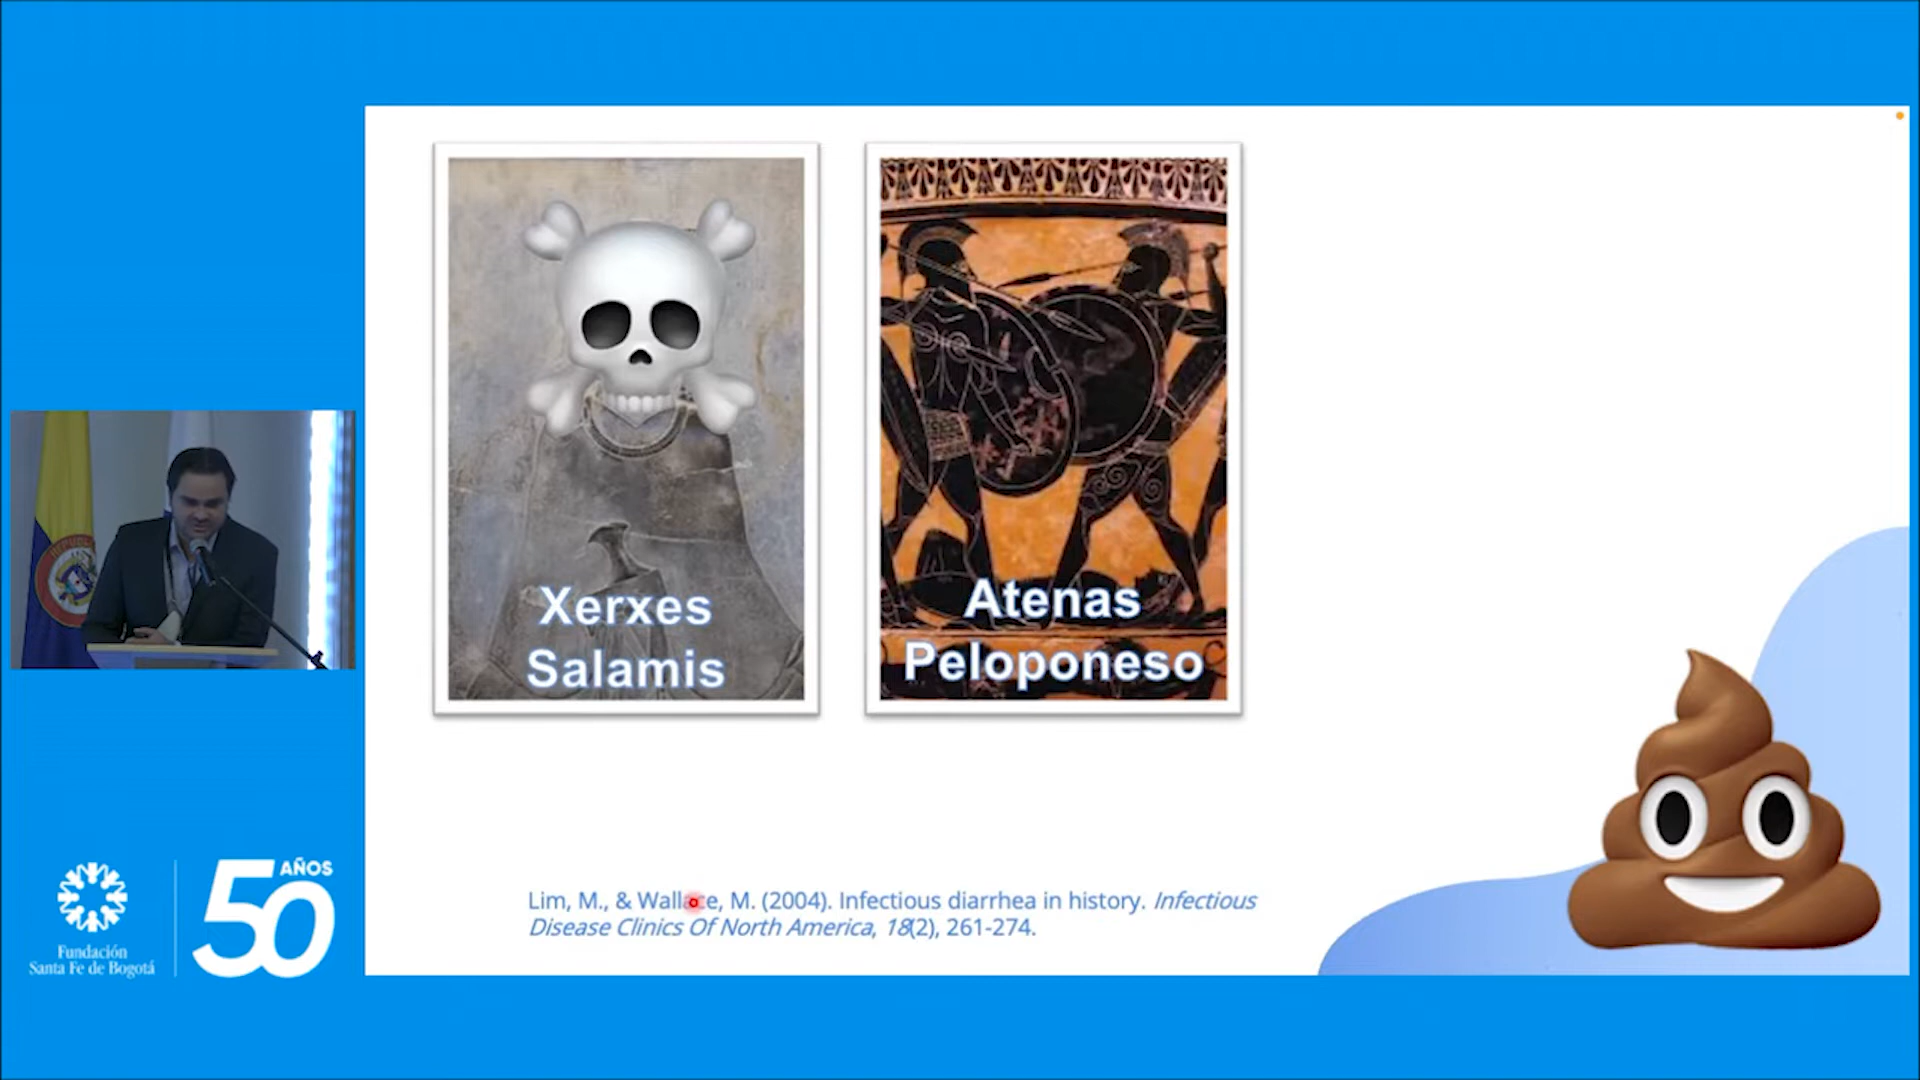 Xerxes
Salamis
Atenas
Peloponeso
Lim, M., & Wallace, M. (2004). Infectious diarrhea in history. Infectious
Disease Clinics Of North America, 18(2), 261-274.
Fundación
Santa Fe de Bogotá
50 AÑOS